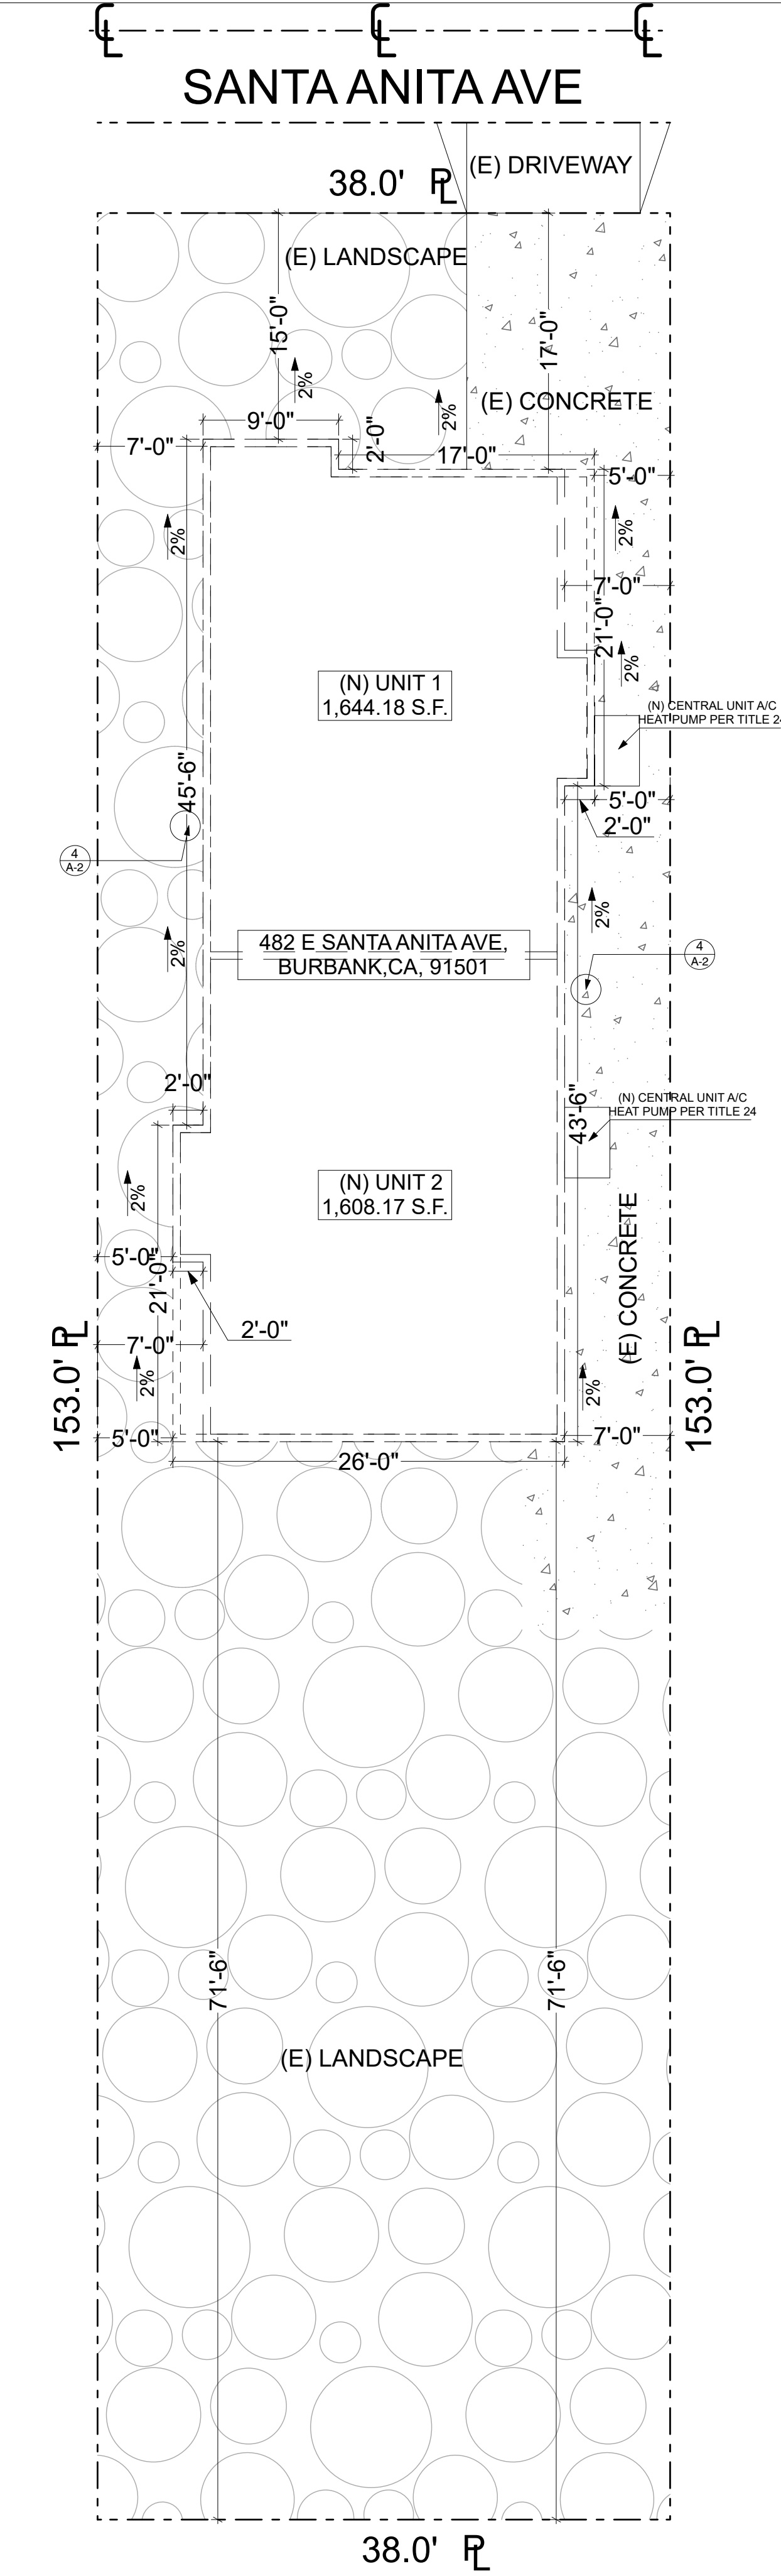 CL CL CL
SANTA ANITA AVE
(E) DRIVEWAY
38.0' PL
(E) LANDSCAPE
15'-0"
17'-0"
2%
2%
(E) CONCRETE
9'-0"
7'-0"
2'-0"
17'-0"
5'-0"
2%
2%
7'-0"
21'-0"
2%
(N) UNIT 1
1,644.18 S.F.
(N) CENTRAL UNIT A/C
HEAT PUMP PER TITLE 24
45'-6"
5'-0"
2'-0"
4
A-2
2%
2%
482 E SANTA ANITA AVE,
BURBANK,CA, 91501
4
A-2
2'-0"
43'-6"
(N) CENTRAL UNIT A/C
HEAT PUMP PER TITLE 24
(N) UNIT 2
1,608.17 S.F.
2%
(E) CONCRETE
5'-0"
21'-0"
2'-0"
7'-0"
153.0' PL
153.0' PL
2%
2%
5'-0"
7'-0"
26'-0"
71'-6"
71'-6"
(E) LANDSCAPE
38.0' PL